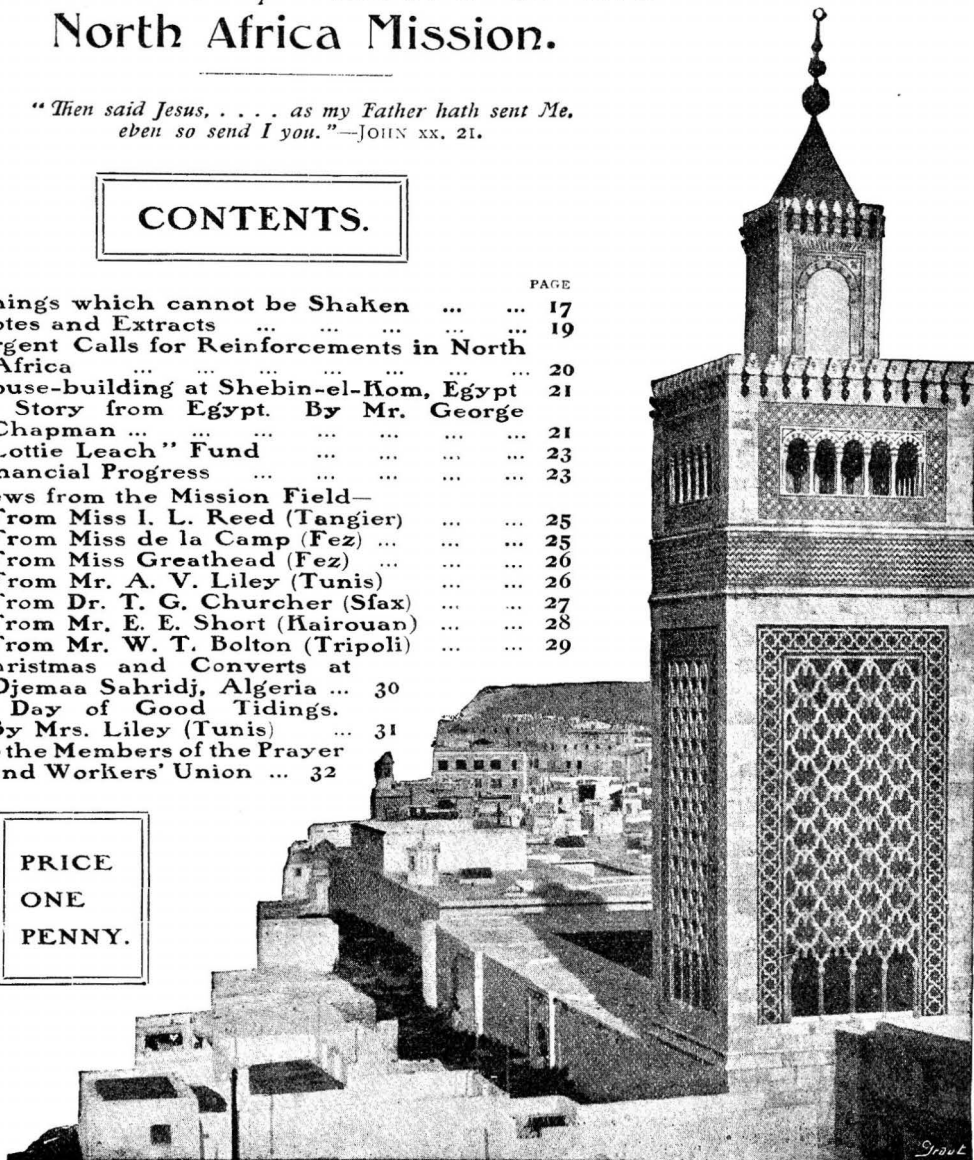 North Africa Mission.
"Then said Jesus, . . . . . as my Father hath sent Me,
even so send I you."—JOHN xx. 21.
CONTENTS.
PAGE
hings which cannot be Shaken ... ... 17
otes and Extracts ... ... ... ... ... 19
rgent Calls for Reinforcements in North
Africa ... ... ... ... ... ... ... 20
ouse-building at Shebin-el-Kom, Egypt 21
Story from Egypt. By Mr. George
Chapman ... ... ... ... ... ... ... 21
Lottie Leach" Fund ... ... ... ... 23
nancial Progress ... ... ... ... ... 23
ews from the Mission Field—
From Miss I. L. Reed (Tangier) ... ... 25
From Miss de la Camp (Fez) ... ... ... 25
From Miss Greathead (Fez) ... ... ... 26
From Mr. A. V. Liley (Tunis) ... ... 26
From Dr. T. G. Churcher (Sfax) ... ... 27
From Mr. E. E. Short (Kairouan) ... ... 28
From Mr. W. T. Bolton (Tripoli) ... ... 29
hristmas and Converts at
Djemaa Sahridj, Algeria ... 30
Day of Good Tidings.
By Mrs. Liley (Tunis) ... 31
the Members of the Prayer
nd Workers' Union ... 32
PRICE
ONE
PENNY.
Grout